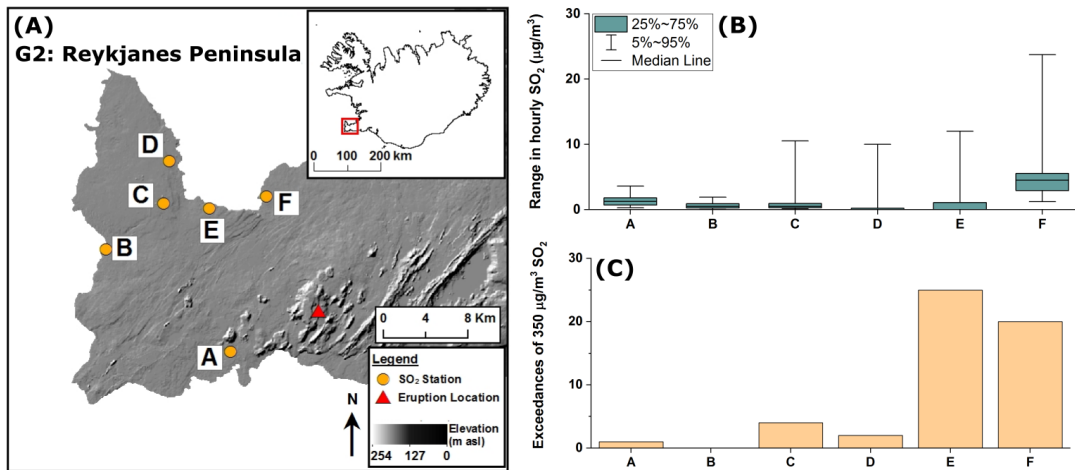 (A)
G2: Reykjanes Peninsula
0 100 200 km
D
C
E
F
B
A
0 4 8 Km
N
Legend
SO₂ Station
Eruption Location
Elevation
(m asl)
254 127 0
(B)
Range in hourly SO₂ (µg/m³)
30
20
10
0
25%~75%
5%~95%
Median Line
A B C D E F
(C)
Exceedances of 350 µg/m³ SO₂
30
20
10
0
A B C D E F